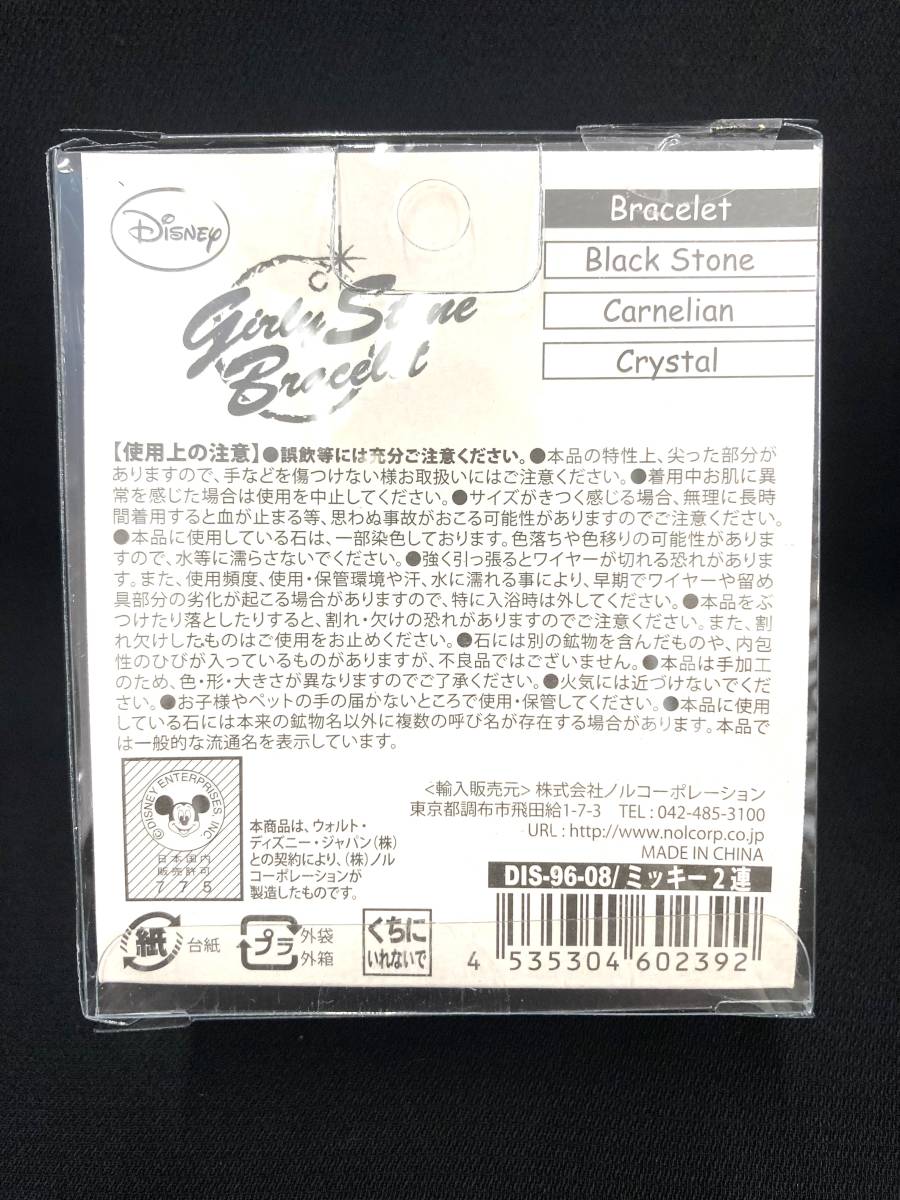 Disney
Girly Stone
Bracelet
Bracelet
Black Stone
Carnelian
Crystal
【使用上の注意】●誤飲等には充分ご注意ください。●本品の特性上、尖った部分が
ありますので、手などを傷つけない様お取扱いにはご注意ください。●着用中お肌に異
常を感じた場合は使用を中止してください。●サイズがきつく感じる場合、無理に長時
間着用すると血が止まる等、思わぬ事故がおこる可能性がありますのでご注意ください。
●本品に使用している石は、一部染色しております。色落ちや色移りの可能性がありま
すので、水等に濡らさないでください。●強く引っ張るとワイヤーが切れる恐れがありま
す。また、使用頻度、使用・保管環境や汗、水に濡れる事により、早期でワイヤーや留め
具部分の劣化が起こる場合がありますので、特に入浴時は外してください。●本品をぶ
つけたり落としたりすると、割れ・欠けの恐れがありますのでご注意ください。また、割
れ欠けしたものはご使用をお止めください。●石には別の鉱物を含んだものや、内包
性のひびが入っているものがありますが、不良品ではございません。●本品は手加工
のため、色・形・大きさが異なりますのでご了承ください。●火気には近づけないでくだ
さい。●お子様やペットの手の届かないところで使用・保管してください。●本品に使用
している石には本来の鉱物名以外に複数の呼び名が存在する場合があります。本品で
は一般的な流通名を表示しています。
©DISNEY ENTERPRISES, INC.
日本国内
販売許可
775
本商品は、ウォルト・
ディズニー・ジャパン(株)
との契約により、(株)ノル
コーポレーションが
製造したものです。
<輸入販売元> 株式会社ノルコーポレーション
東京都調布市飛田給1-7-3 TEL : 042-485-3100
URL : http://www.nolcorp.co.jp
MADE IN CHINA
DIS-96-08/ミッキー2連
紙 台紙
プラ 外袋
外箱
くちに
いれないで
4 535304 602392